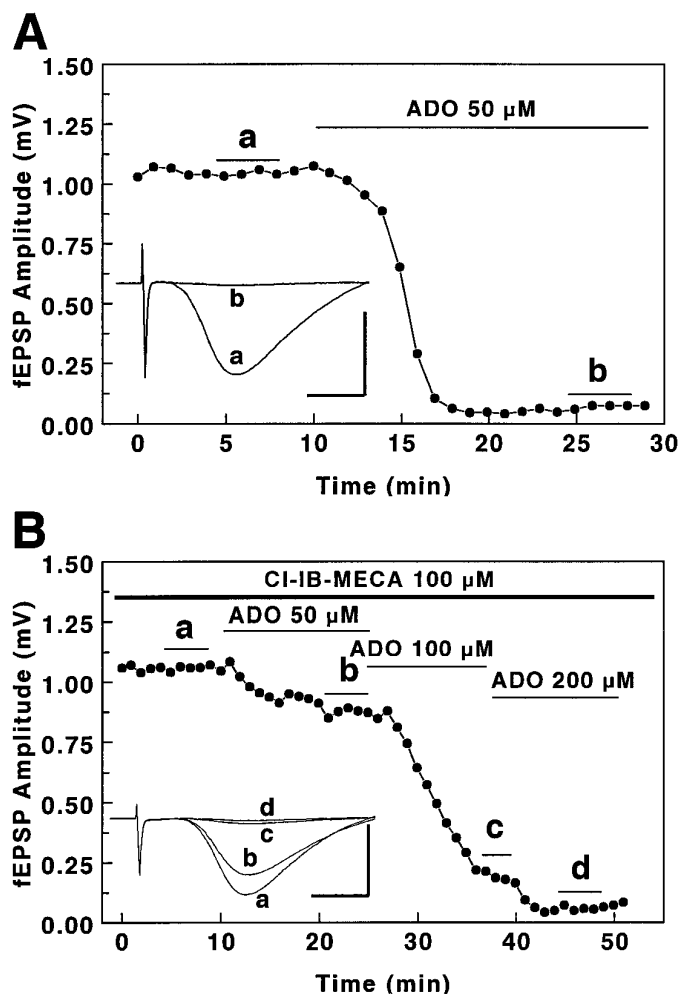 A
1.50
1.25
1.00
0.75
0.50
0.25
0.00
fEPSP Amplitude (mV)
ADO 50 µM
a
b
a
b
0 5 10 15 20 25 30
Time (min)
B
1.50
1.25
1.00
0.75
0.50
0.25
0.00
fEPSP Amplitude (mV)
CI-IB-MECA 100 µM
ADO 50 µM
a
ADO 100 µM
b
ADO 200 µM
d
c
b
a
c
d
0 10 20 30 40 50
Time (min)